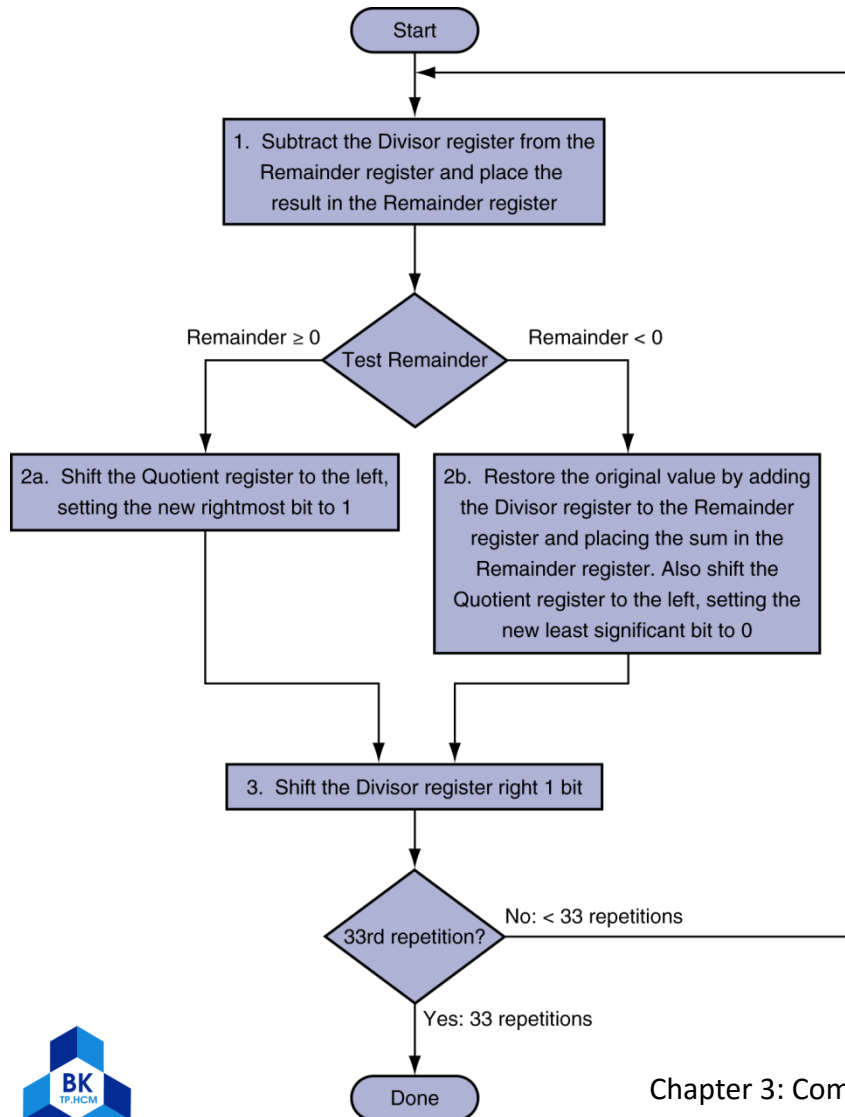 Start
1. Subtract the Divisor register from the
Remainder register and place the
result in the Remainder register
Remainder ≥ 0
Remainder < 0
Test Remainder
2a. Shift the Quotient register to the left,
setting the new rightmost bit to 1
2b. Restore the original value by adding
the Divisor register to the Remainder
register and placing the sum in the
Remainder register. Also shift the
Quotient register to the left, setting the
new least significant bit to 0
3. Shift the Divisor register right 1 bit
No: < 33 repetitions
33rd repetition?
Yes: 33 repetitions
Done
BK
TP.HCM
Chapter 3: Com